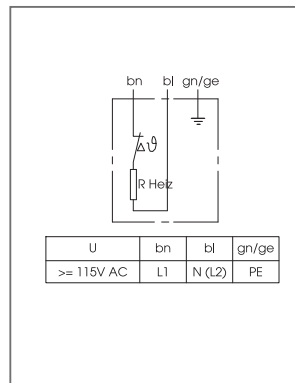 bn bl gn/ge
Δϑ
R Heiz
U bn bl gn/ge
>= 115V AC L1 N (L2) PE